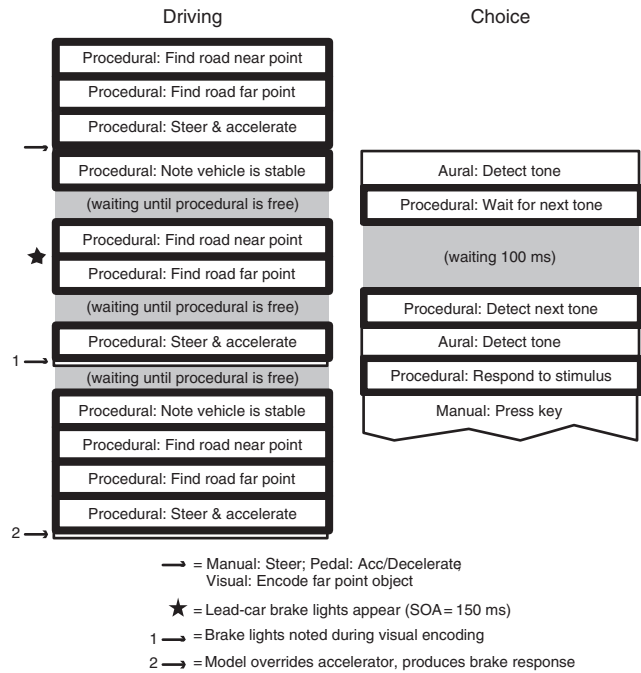 Driving
Choice
Procedural: Find road near point
Procedural: Find road far point
Procedural: Steer & accelerate
Procedural: Note vehicle is stable
(waiting until procedural is free)
Procedural: Find road near point
Procedural: Find road far point
(waiting until procedural is free)
Procedural: Steer & accelerate
1
(waiting until procedural is free)
Procedural: Note vehicle is stable
Procedural: Find road near point
Procedural: Find road far point
Procedural: Steer & accelerate
2
Aural: Detect tone
Procedural: Wait for next tone
(waiting 100 ms)
Procedural: Detect next tone
Aural: Detect tone
Procedural: Respond to stimulus
Manual: Press key
→ = Manual: Steer; Pedal: Acc/Decelerate;
Visual: Encode far point object
★ = Lead-car brake lights appear (SOA = 150 ms)
1 → = Brake lights noted during visual encoding
2 → = Model overrides accelerator, produces brake response